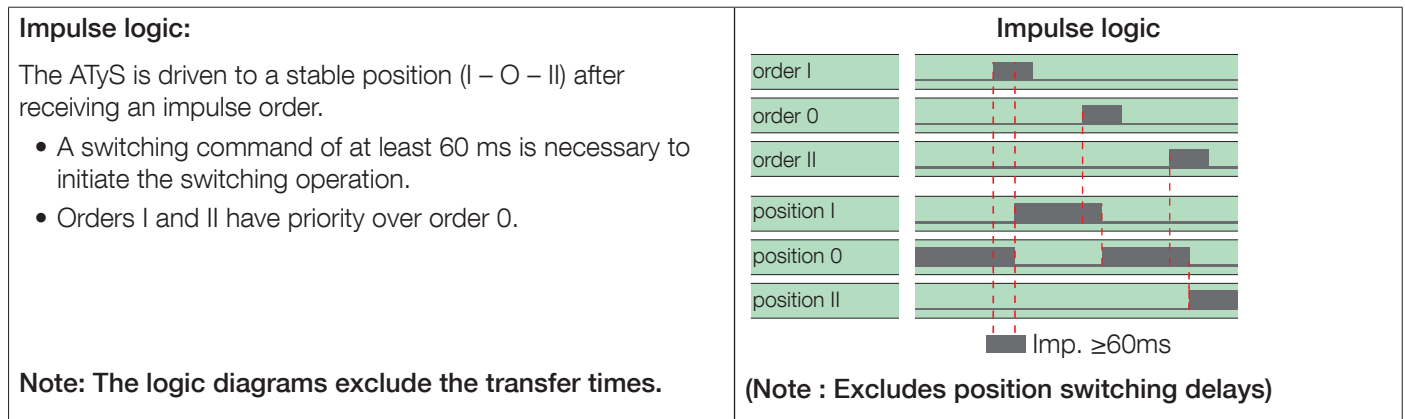 Impulse logic:
The ATyS is driven to a stable position (I – O – II) after
receiving an impulse order.
• A switching command of at least 60 ms is necessary to
initiate the switching operation.
• Orders I and II have priority over order 0.
Note: The logic diagrams exclude the transfer times.
Impulse logic
order I
order 0
order II
position I
position 0
position II
Imp. ≥60ms
(Note : Excludes position switching delays)